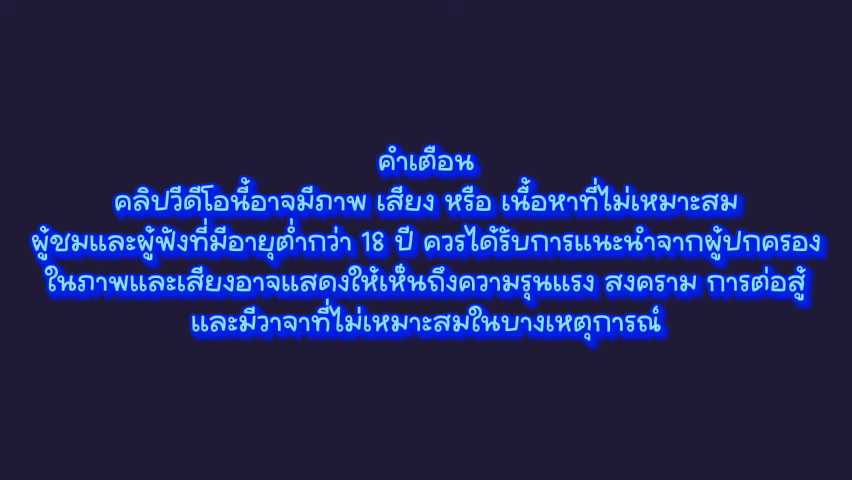 คำเตือน
คลิปวีดีโอนี้อาจมีภาพ เสียง หรือ เนื้อหาที่ไม่เหมาะสม
ผู้ชมและผู้ฟังที่มีอายุต่ำกว่า 18 ปี ควรได้รับการแนะนำจากผู้ปกครอง
ในภาพและเสียงอาจแสดงให้เห็นถึงความรุนแรง สงคราม การต่อสู้
และมีวาจาที่ไม่เหมาะสมในบางเหตุการณ์